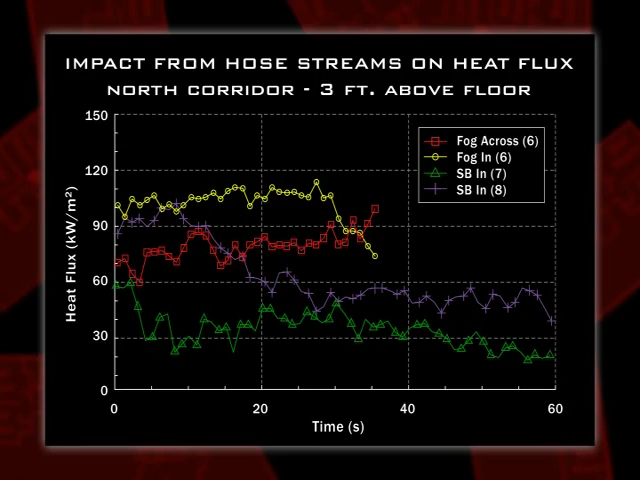 IMPACT FROM HOSE STREAMS ON HEAT FLUX
NORTH CORRIDOR - 3 FT. ABOVE FLOOR
150
120
90
60
30
0
Heat Flux (kW/m²)
Fog Across (6)
Fog In (6)
SB In (7)
SB In (8)
0 20 40 60
Time (s)